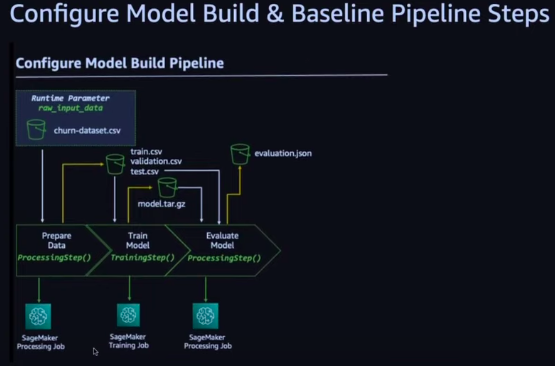 Configure Model Build & Baseline Pipeline Steps
Configure Model Build Pipeline
Runtime Parameter
raw_input_data
churn-dataset.csv
train.csv
validation.csv
test.csv
evaluation.json
model.tar.gz
Prepare
Data
ProcessingStep()
Train
Model
TrainingStep()
Evaluate
Model
ProcessingStep()
SageMaker
Processing Job
SageMaker
Training Job
SageMaker
Processing Job